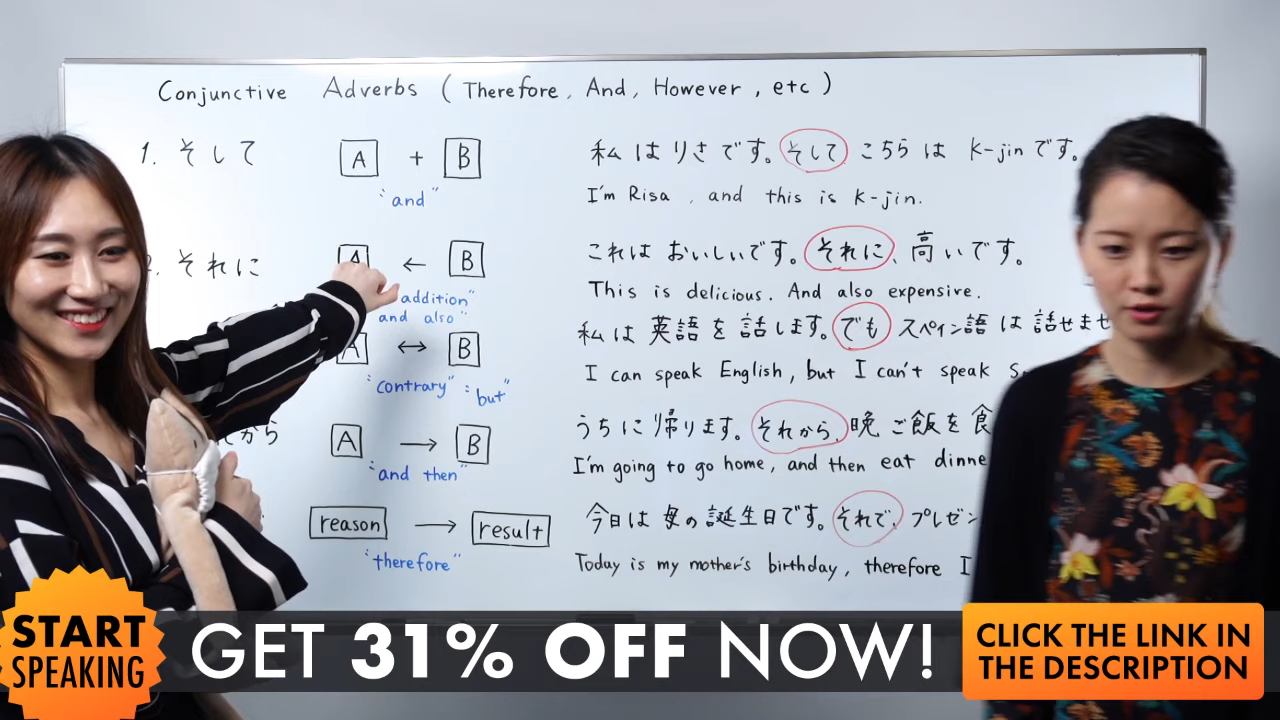 Conjunctive Adverbs ( Therefore, And, However, etc )
1. そして
A + B
"and"
私はりさです。そして こちらは K-jinです。
I'm Risa, and this is K-jin.
それに
A ← B
addition"
and also"
これはおいしいです。それに、高いです。
This is delicious. And also expensive.
A ↔ B
"contrary" "but"
私は英語を話します。でも スペイン語は話せませ
I can speak English, but I can't speak
から
A → B
"and then"
うちに帰ります。それから、晩ご飯を食
I'm going to go home, and then eat dinne
reason → result
"therefore"
今日は母の誕生日です。それで、プレゼン
Today is my mother's birthday, therefore I
START
SPEAKING
GET 31% OFF NOW!
CLICK THE LINK IN
THE DESCRIPTION